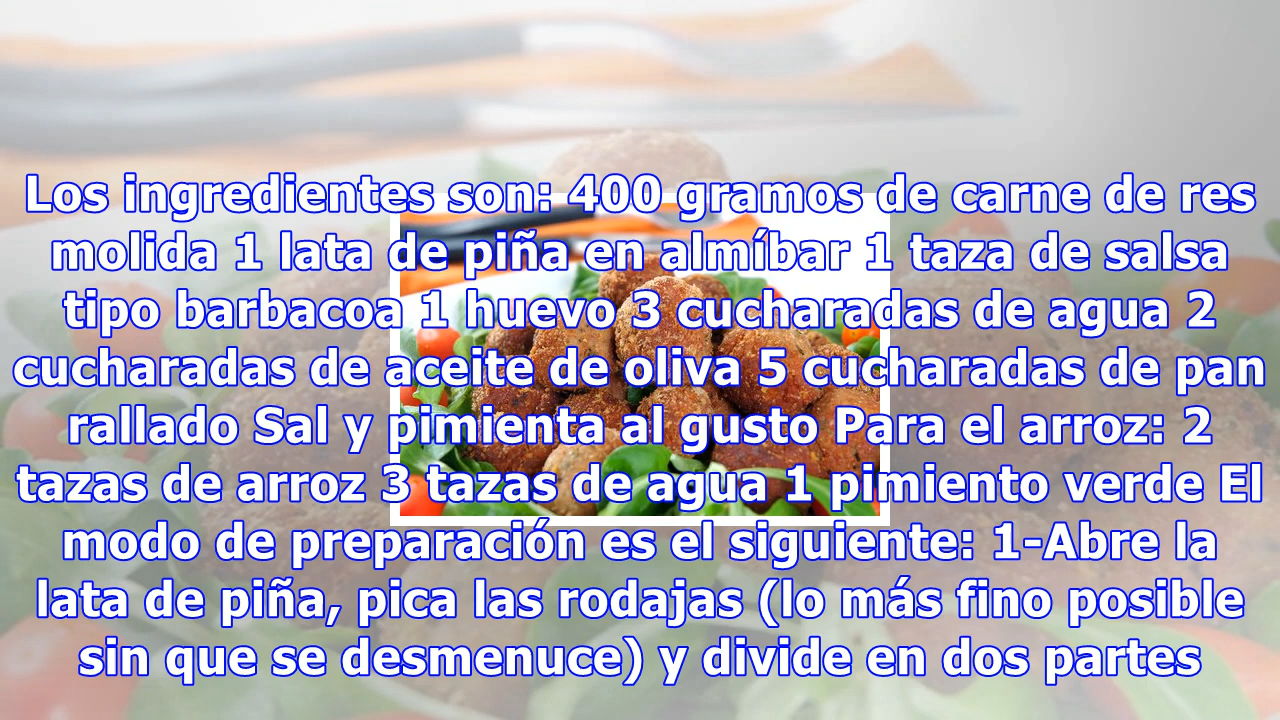 Los ingredientes son: 400 gramos de carne de res
molida 1 lata de piña en almíbar 1 taza de salsa
tipo barbacoa 1 huevo 3 cucharadas de agua 2
cucharadas de aceite de oliva 5 cucharadas de pan
rallado Sal y pimienta al gusto Para el arroz: 2
tazas de arroz 3 tazas de agua 1 pimiento verde El
modo de preparación es el siguiente: 1-Abre la
lata de piña, pica las rodajas (lo más fino posible
sin que se desmenuce) y divide en dos partes